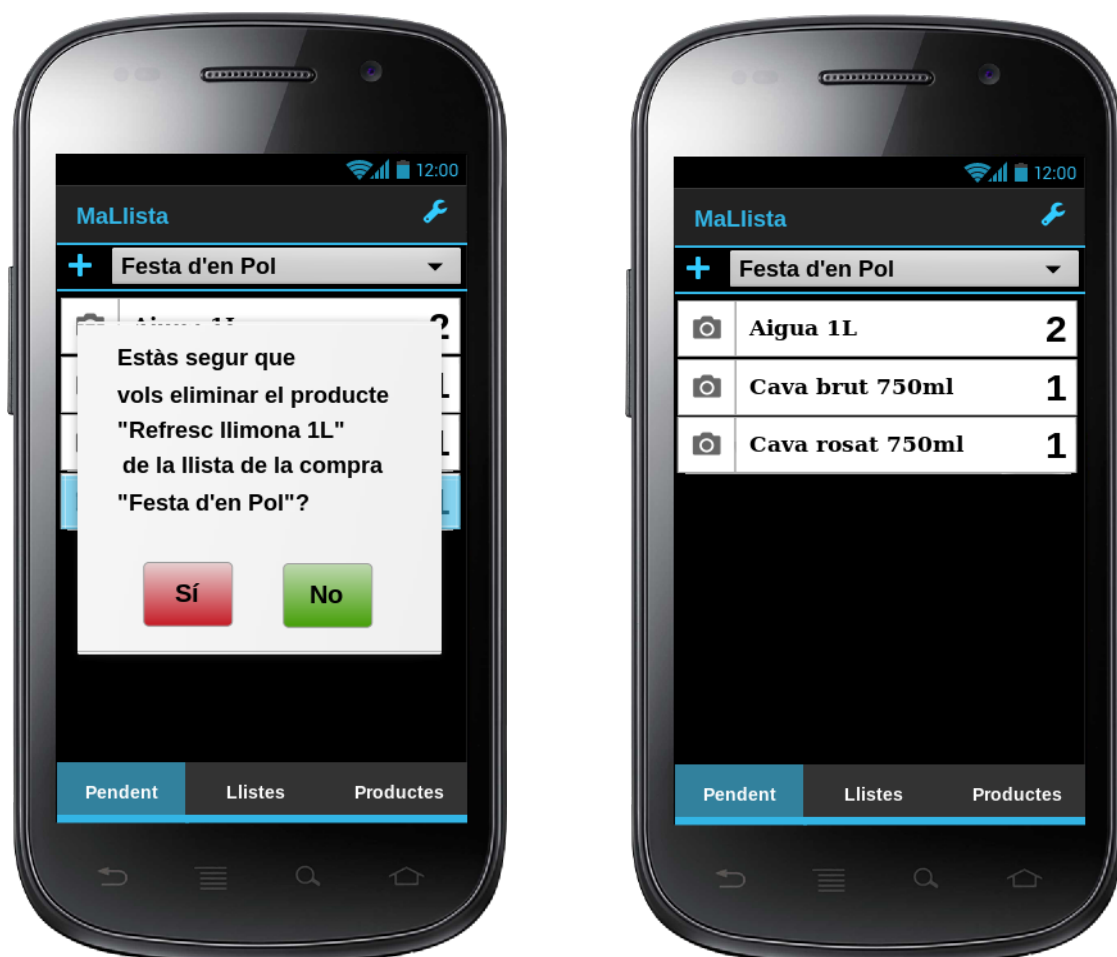 12:00
MaLlista
Festa d'en Pol
Aigua 1L 2
Estàs segur que
vols eliminar el producte
"Refresc llimona 1L"
de la llista de la compra
"Festa d'en Pol"?
Sí No
Pendent Llistes Productes
12:00
MaLlista
Festa d'en Pol
Aigua 1L 2
Cava brut 750ml 1
Cava rosat 750ml 1
Pendent Llistes Productes